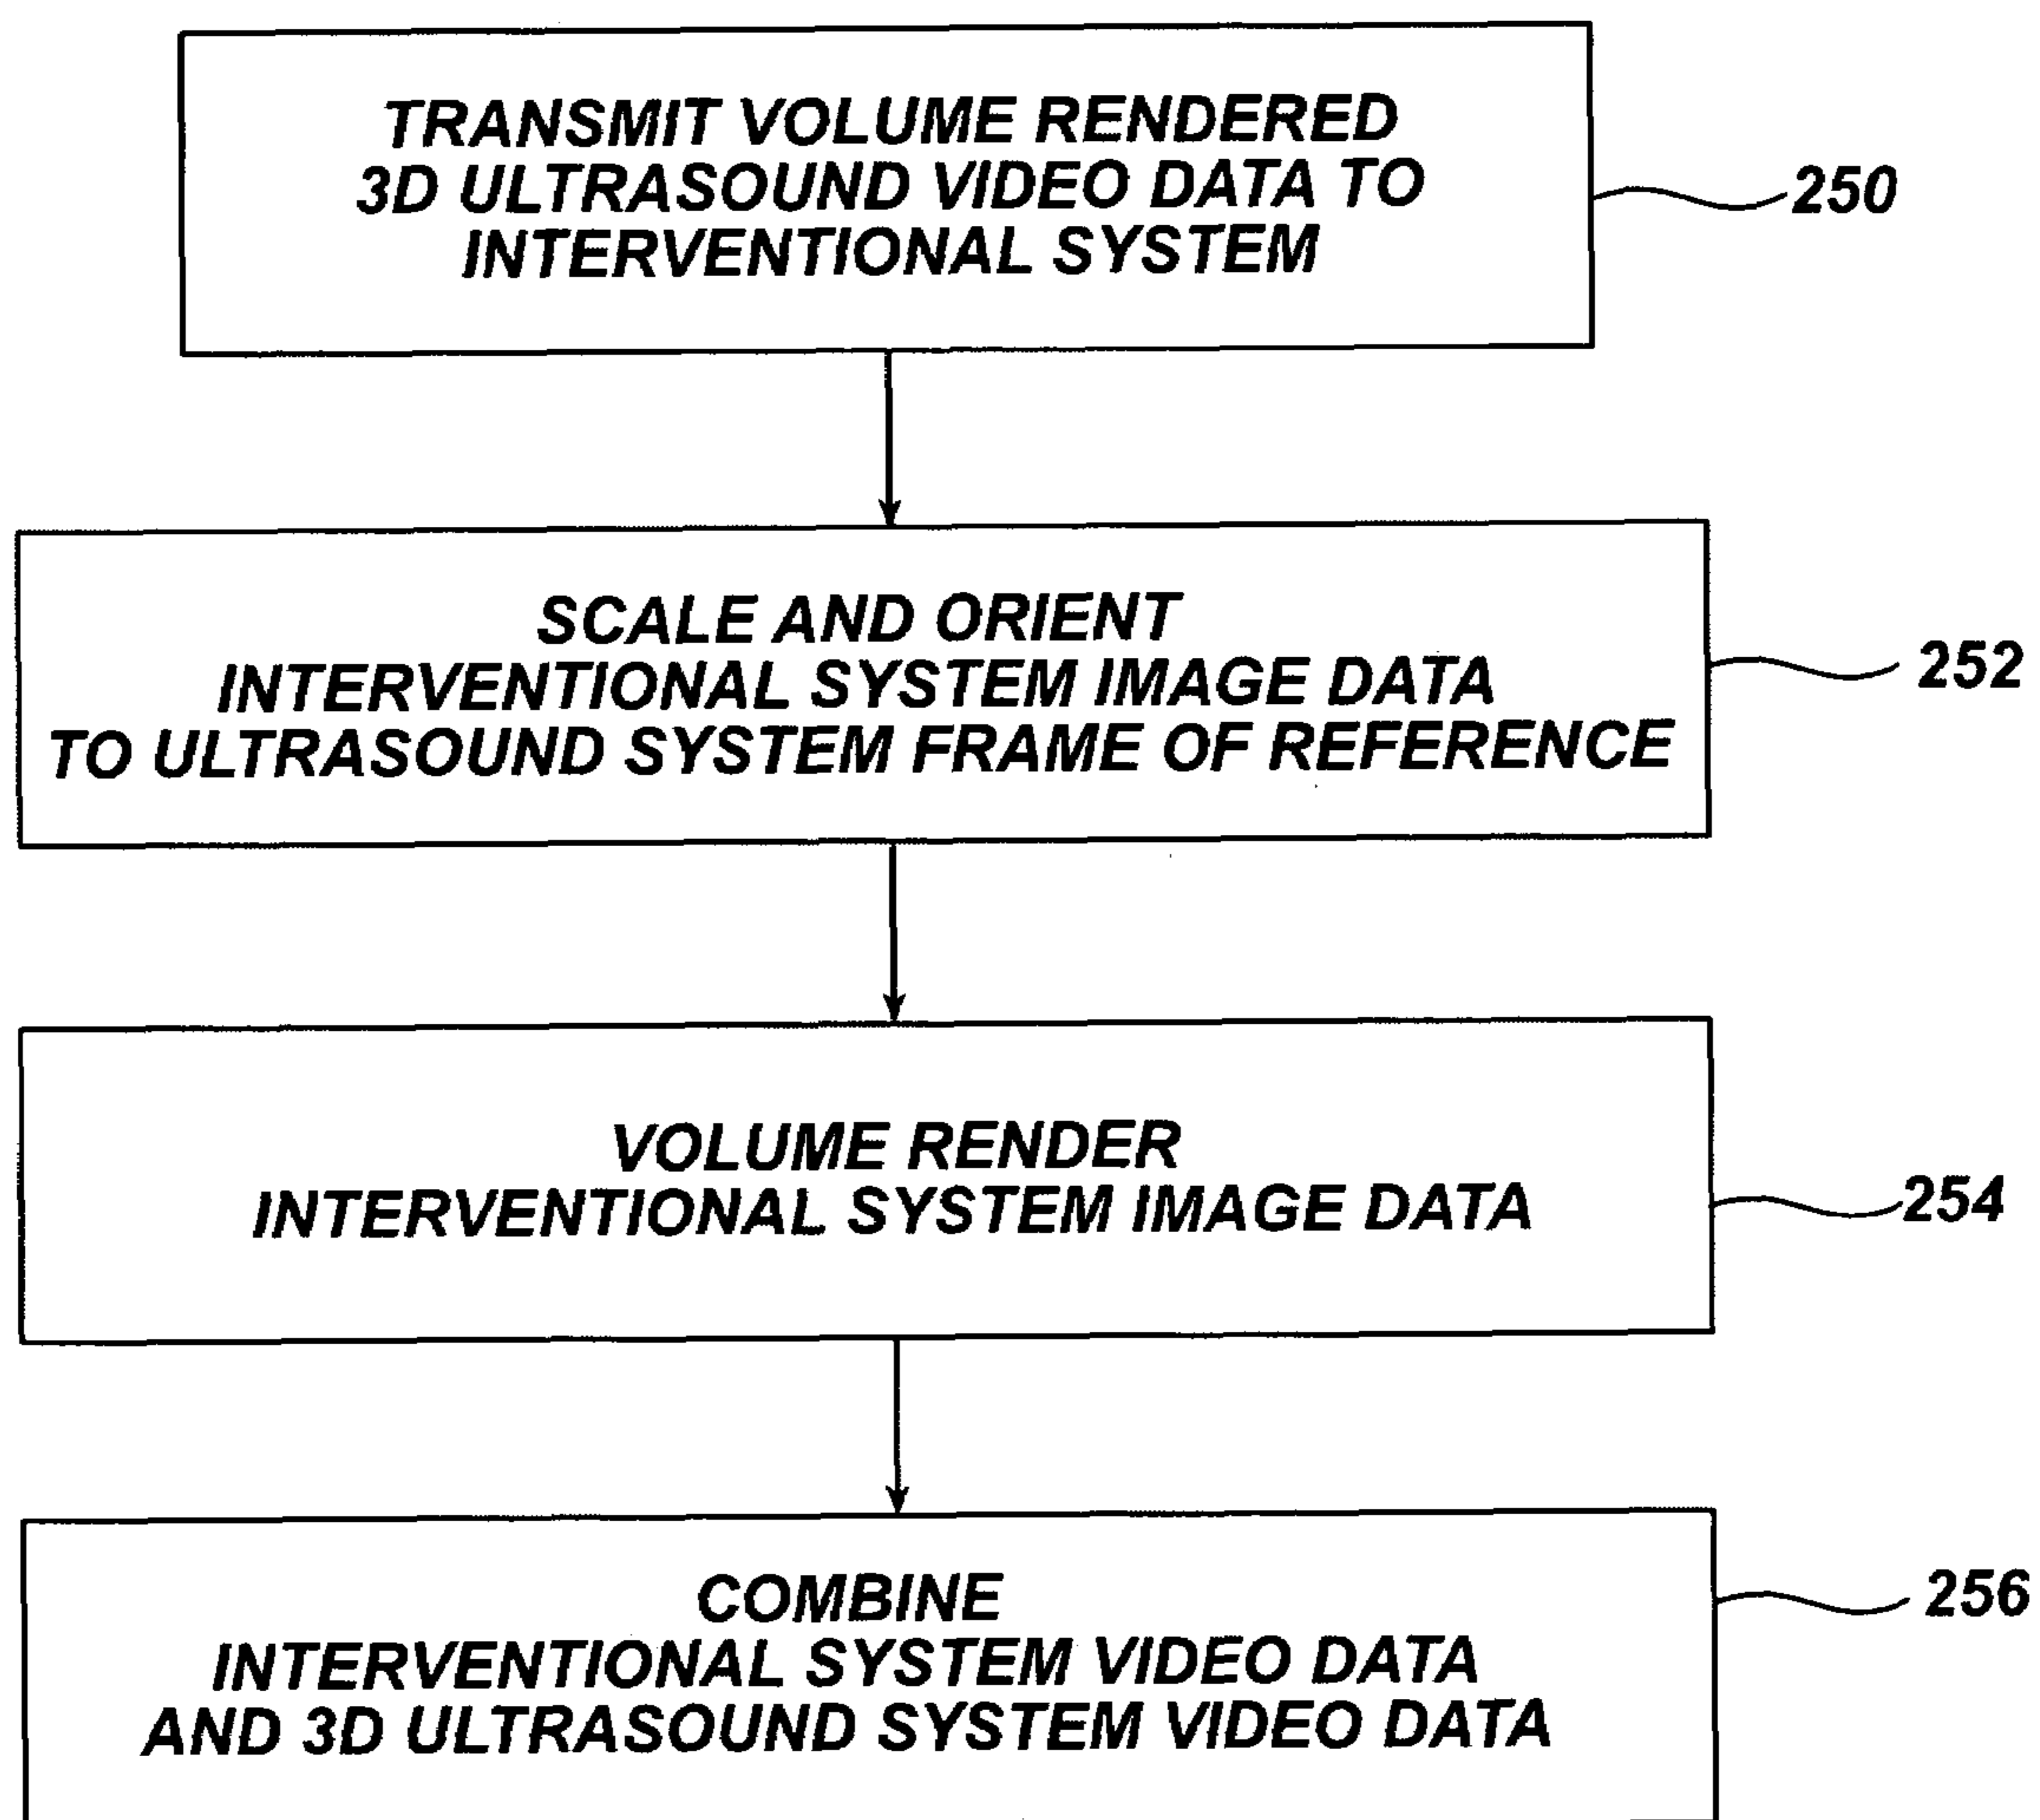 TRANSMIT VOLUME RENDERED
3D ULTRASOUND VIDEO DATA TO
INTERVENTIONAL SYSTEM
250
SCALE AND ORIENT
INTERVENTIONAL SYSTEM IMAGE DATA
TO ULTRASOUND SYSTEM FRAME OF REFERENCE
252
VOLUME RENDER
INTERVENTIONAL SYSTEM IMAGE DATA
254
COMBINE
INTERVENTIONAL SYSTEM VIDEO DATA
AND 3D ULTRASOUND SYSTEM VIDEO DATA
256